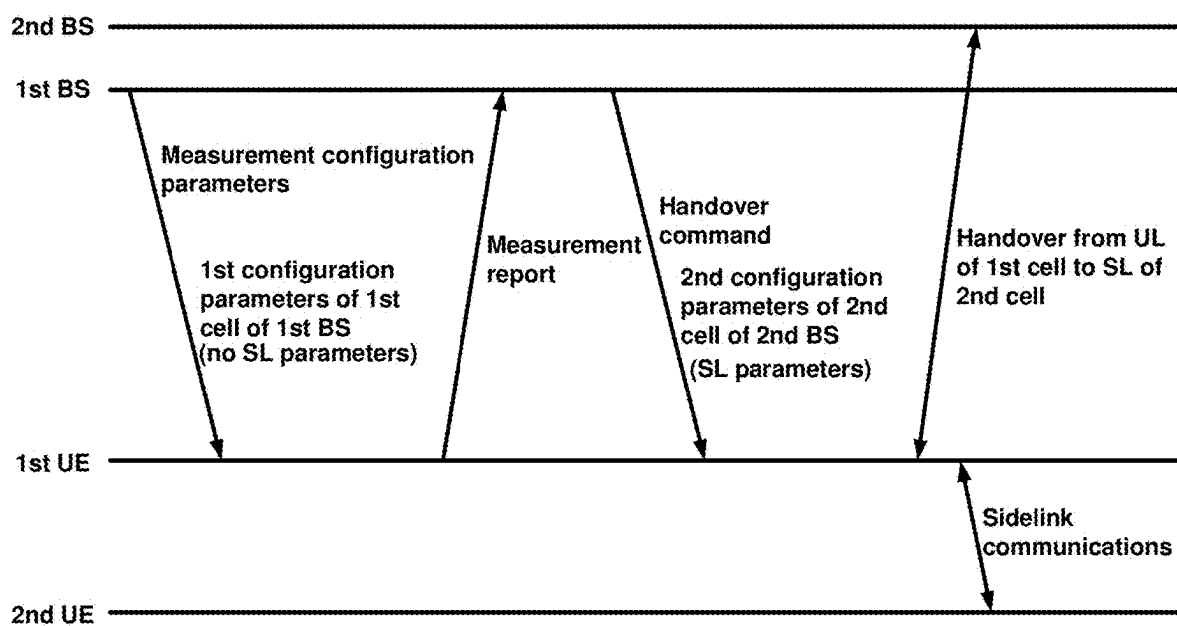 2nd BS
1st BS
Measurement configuration
parameters
1st configuration
parameters of 1st
cell of 1st BS
(no SL parameters)
Measurement
report
Handover
command
2nd configuration
parameters of 2nd
cell of 2nd BS
(SL parameters)
Handover from UL
of 1st cell to SL of
2nd cell
1st UE
Sidelink
communications
2nd UE